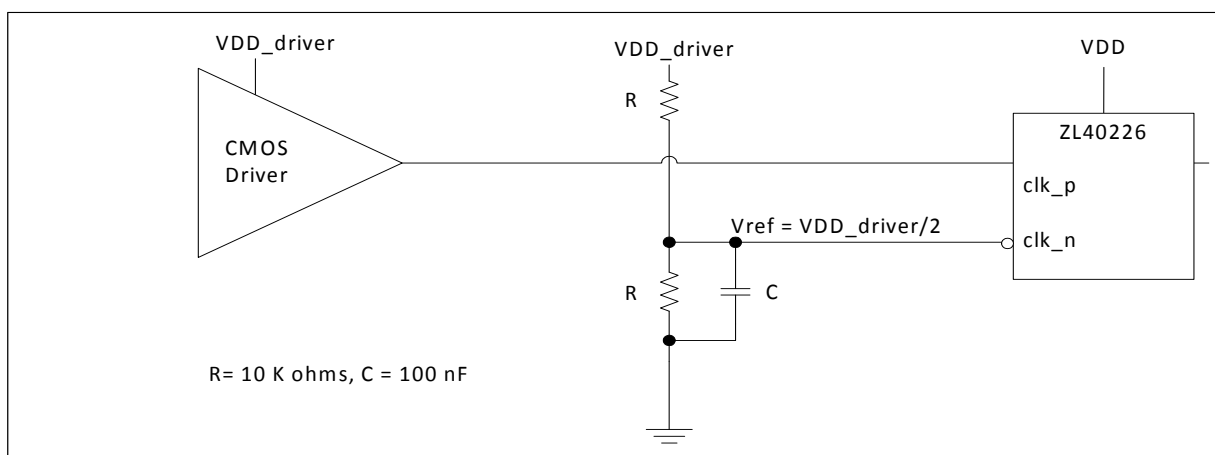 VDD_driver
VDD_driver
VDD
R
ZL40226
CMOS
Driver
clk_p
Vref = VDD_driver/2
clk_n
R
C
R= 10 K ohms, C = 100 nF